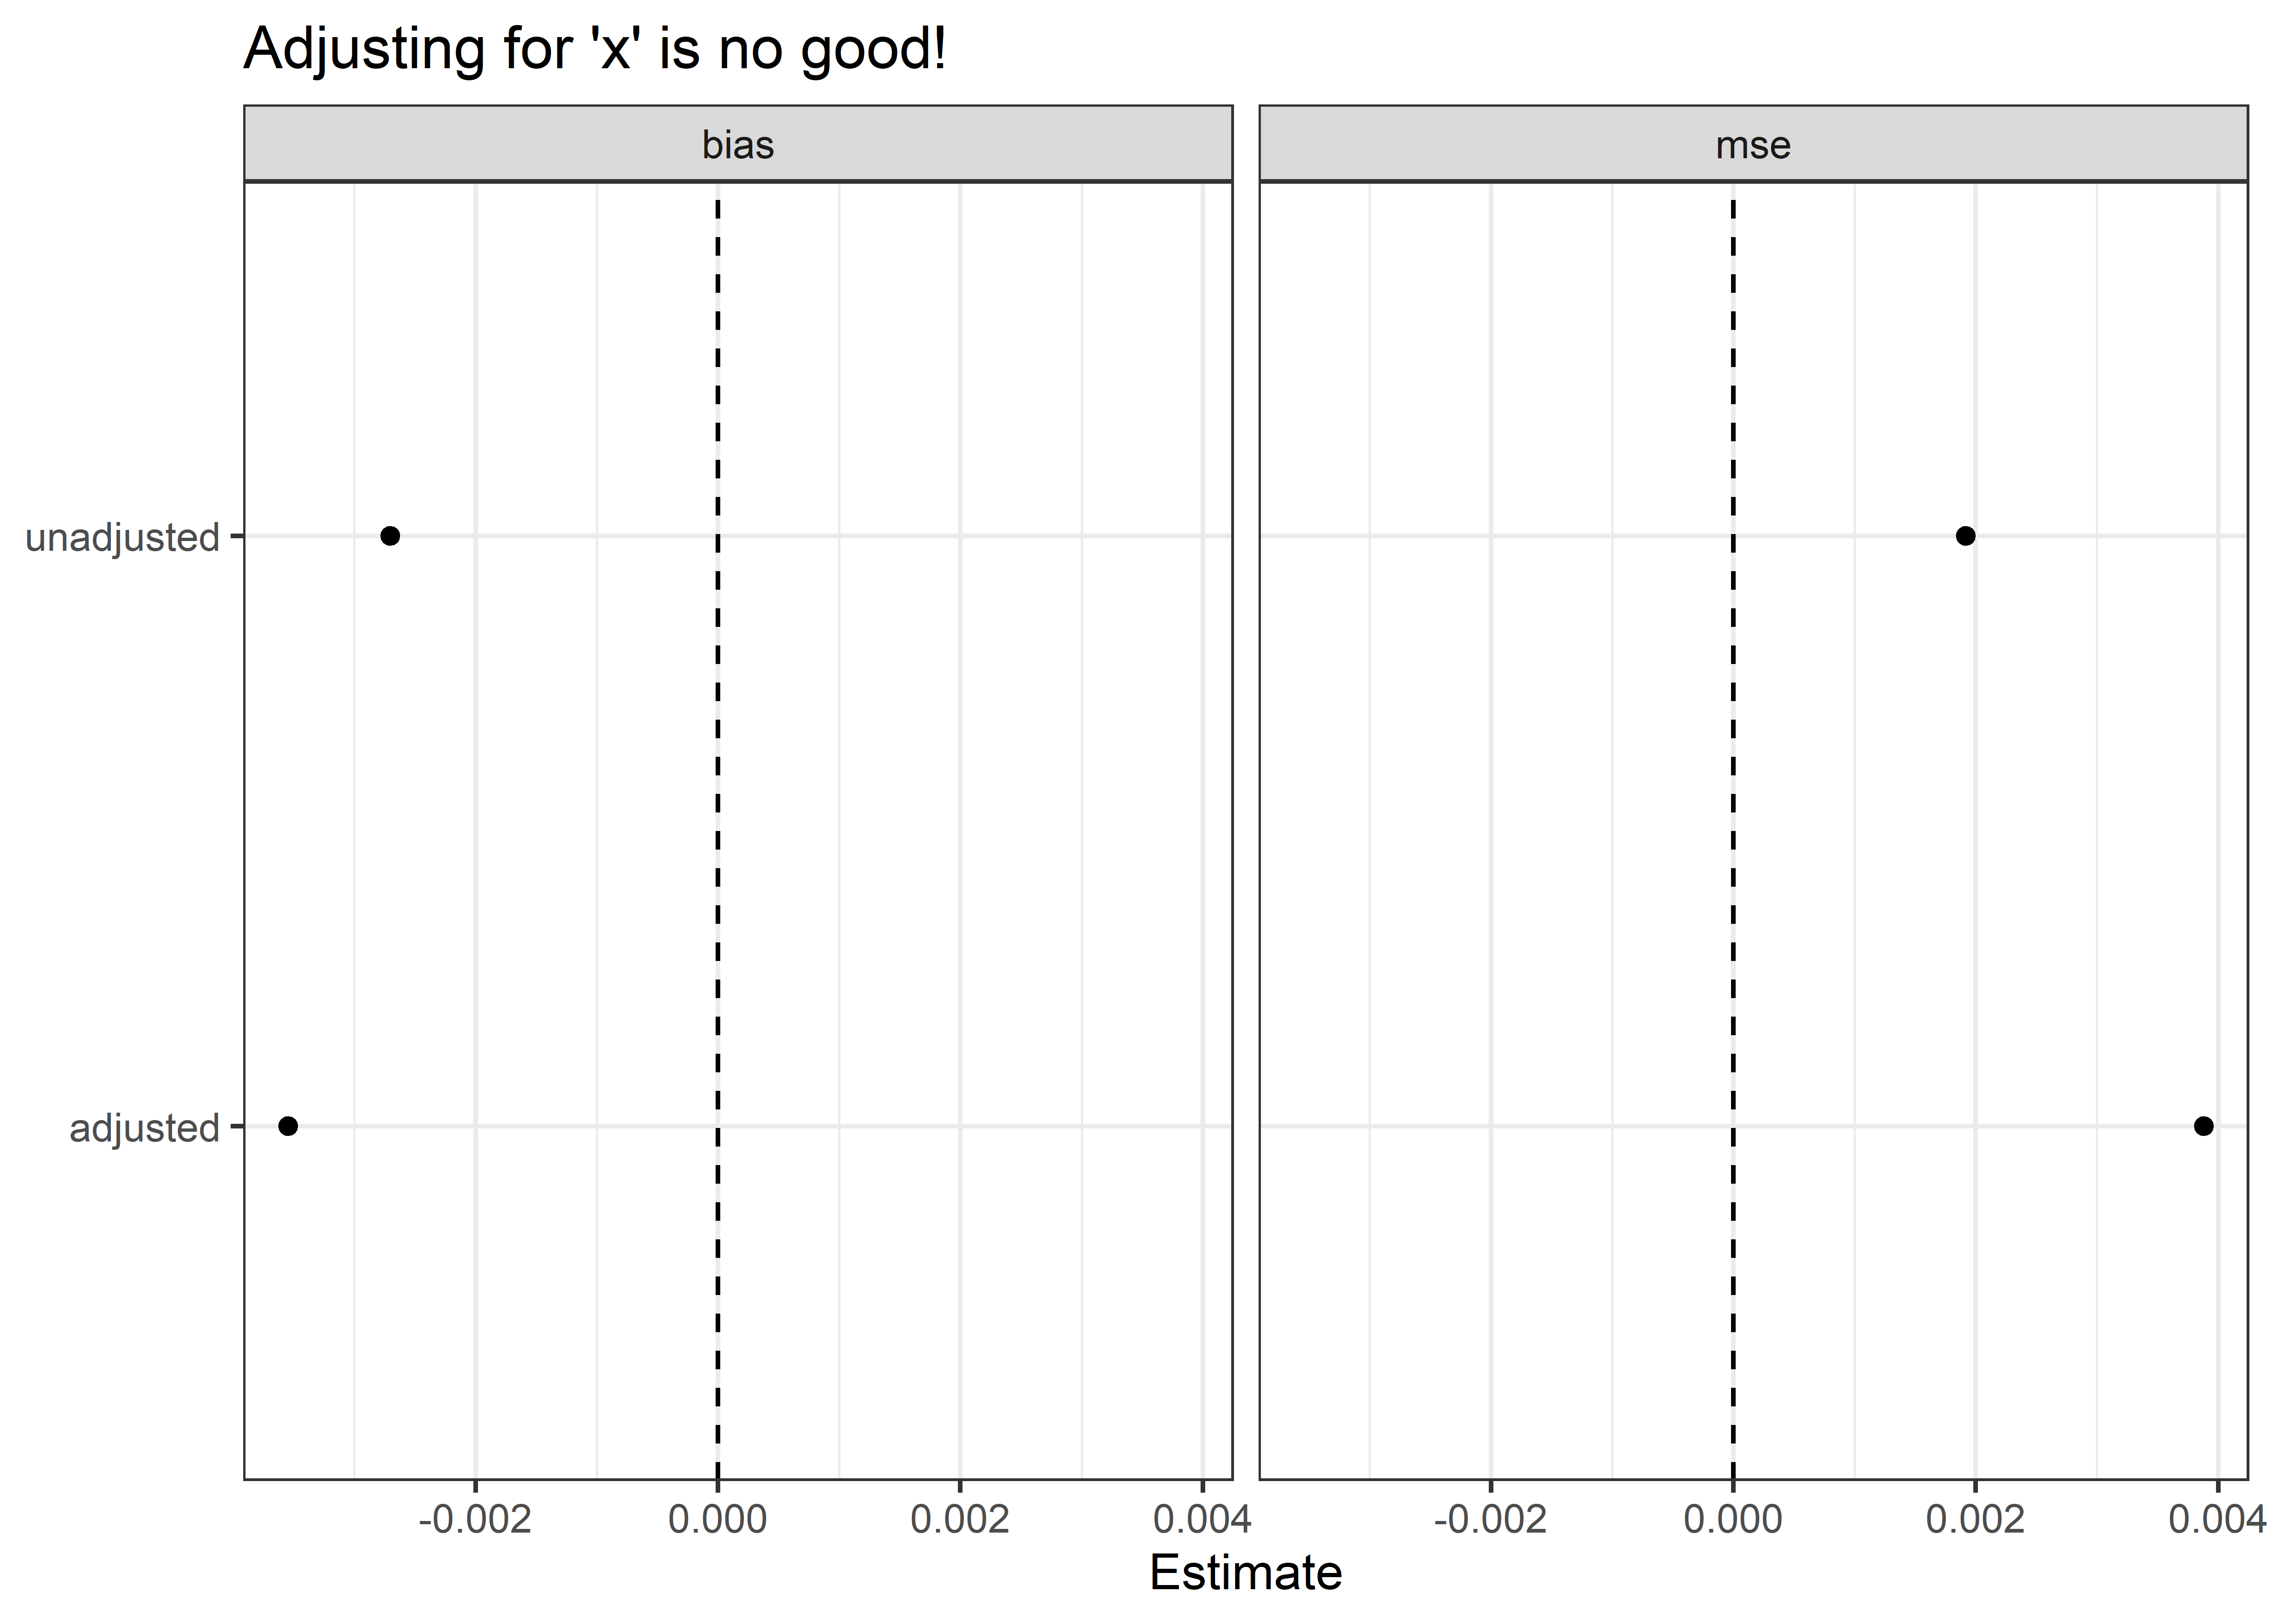 Adjusting for 'x' is no good!
bias
mse
unadjusted
adjusted
-0.002 0.000 0.002 0.004 -0.002 0.000 0.002 0.004
Estimate